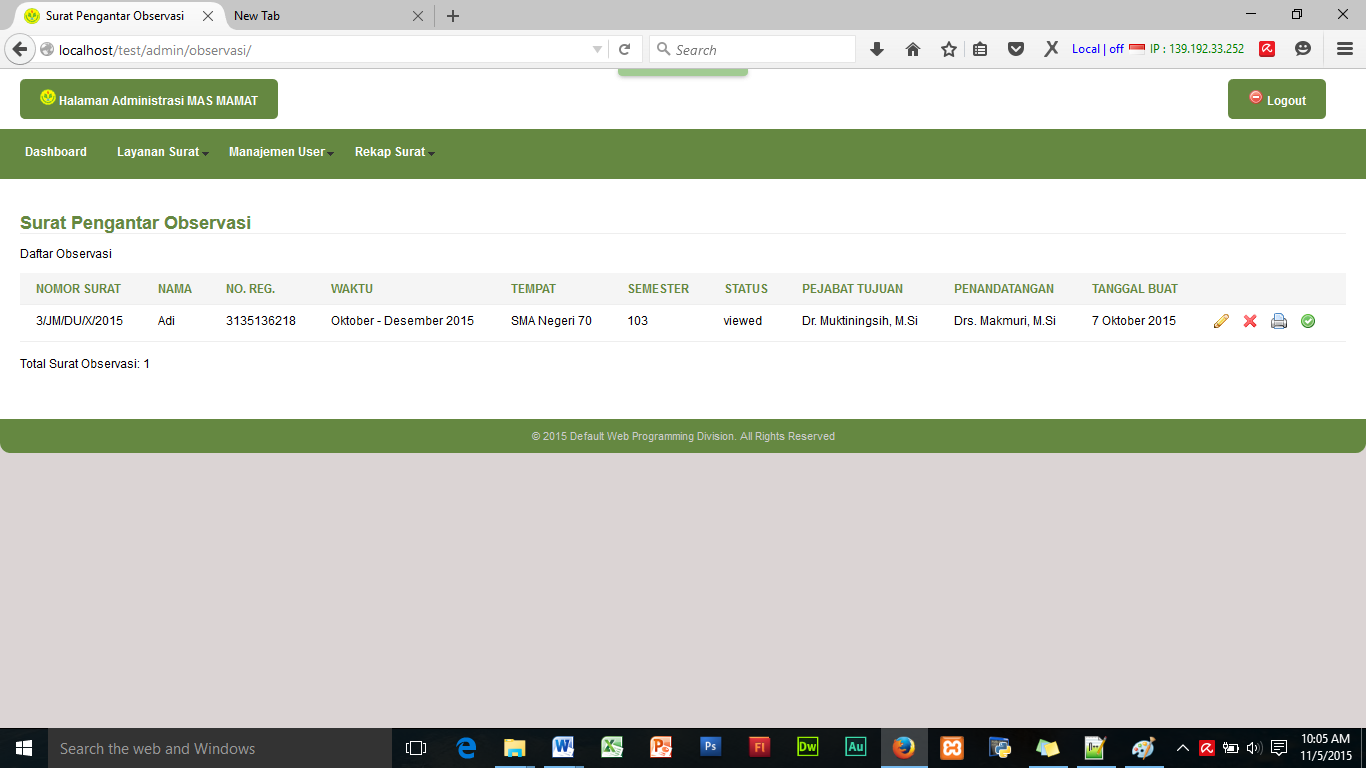 Surat Pengantar Observasi
New Tab
localhost/test/admin/observasi/
Search
Local | off
IP : 139.192.33.252
Halaman Administrasi MAS MAMAT
Logout
Dashboard Layanan Surat Manajemen User Rekap Surat
Surat Pengantar Observasi
Daftar Observasi
NOMOR SURAT NAMA NO. REG. WAKTU TEMPAT SEMESTER STATUS PEJABAT TUJUAN PENANDATANGAN TANGGAL BUAT
3/JM/DU/X/2015 Adi 3135136218 Oktober - Desember 2015 SMA Negeri 70 103 viewed Dr. Muktiningsih, M.Si Drs. Makmuri, M.Si 7 Oktober 2015
Total Surat Observasi: 1
© 2015 Default Web Programming Division. All Rights Reserved
Search the web and Windows
Ps
Fl
Dw
Au
10:05 AM
11/5/2015